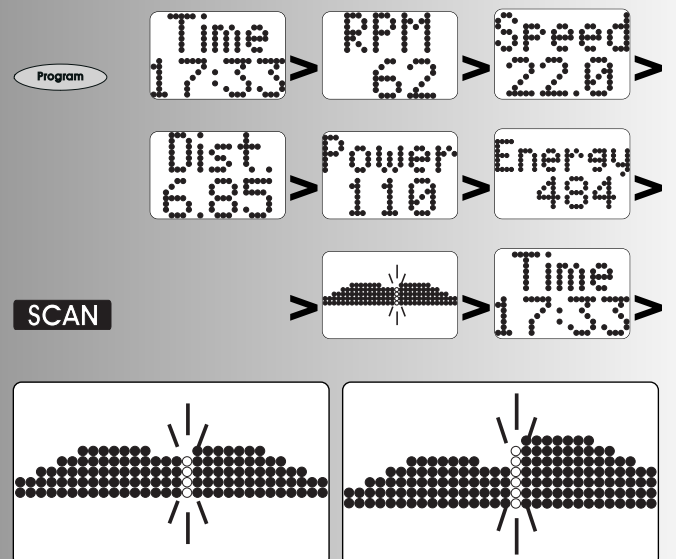 Program
Time
17:33
>
RPM
62
>
Speed
22.0
>
Dist.
6.85
>
Power
110
>
Energy
484
>
SCAN
>
>
Time
17:33
>